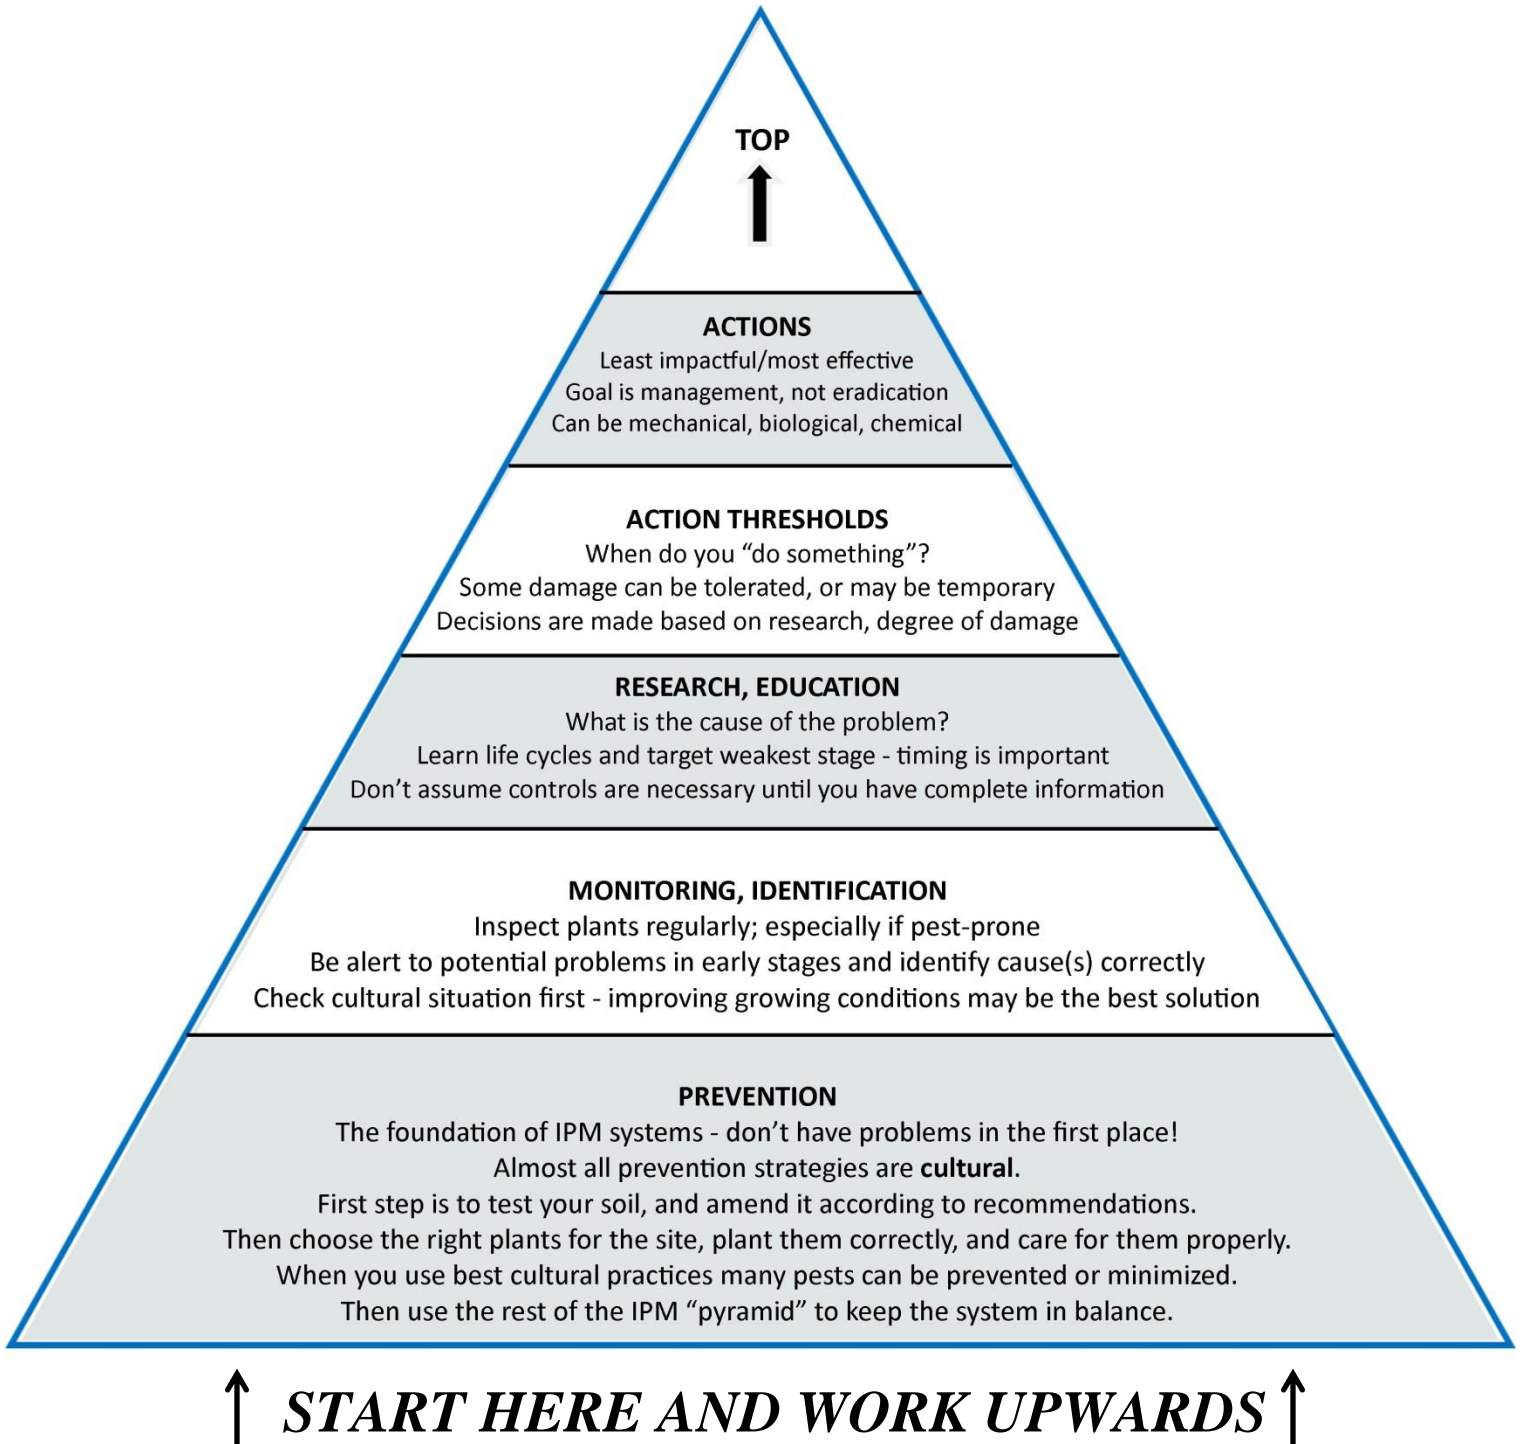 TOP
ACTIONS
Least impactful/most effective
Goal is management, not eradication
Can be mechanical, biological, chemical
ACTION THRESHOLDS
When do you “do something”?
Some damage can be tolerated, or may be temporary
Decisions are made based on research, degree of damage
RESEARCH, EDUCATION
What is the cause of the problem?
Learn life cycles and target weakest stage - timing is important
Don’t assume controls are necessary until you have complete information
MONITORING, IDENTIFICATION
Inspect plants regularly; especially if pest-prone
Be alert to potential problems in early stages and identify cause(s) correctly
Check cultural situation first - improving growing conditions may be the best solution
PREVENTION
The foundation of IPM systems - don’t have problems in the first place!
Almost all prevention strategies are cultural.
First step is to test your soil, and amend it according to recommendations.
Then choose the right plants for the site, plant them correctly, and care for them properly.
When you use best cultural practices many pests can be prevented or minimized.
Then use the rest of the IPM “pyramid” to keep the system in balance.
START HERE AND WORK UPWARDS